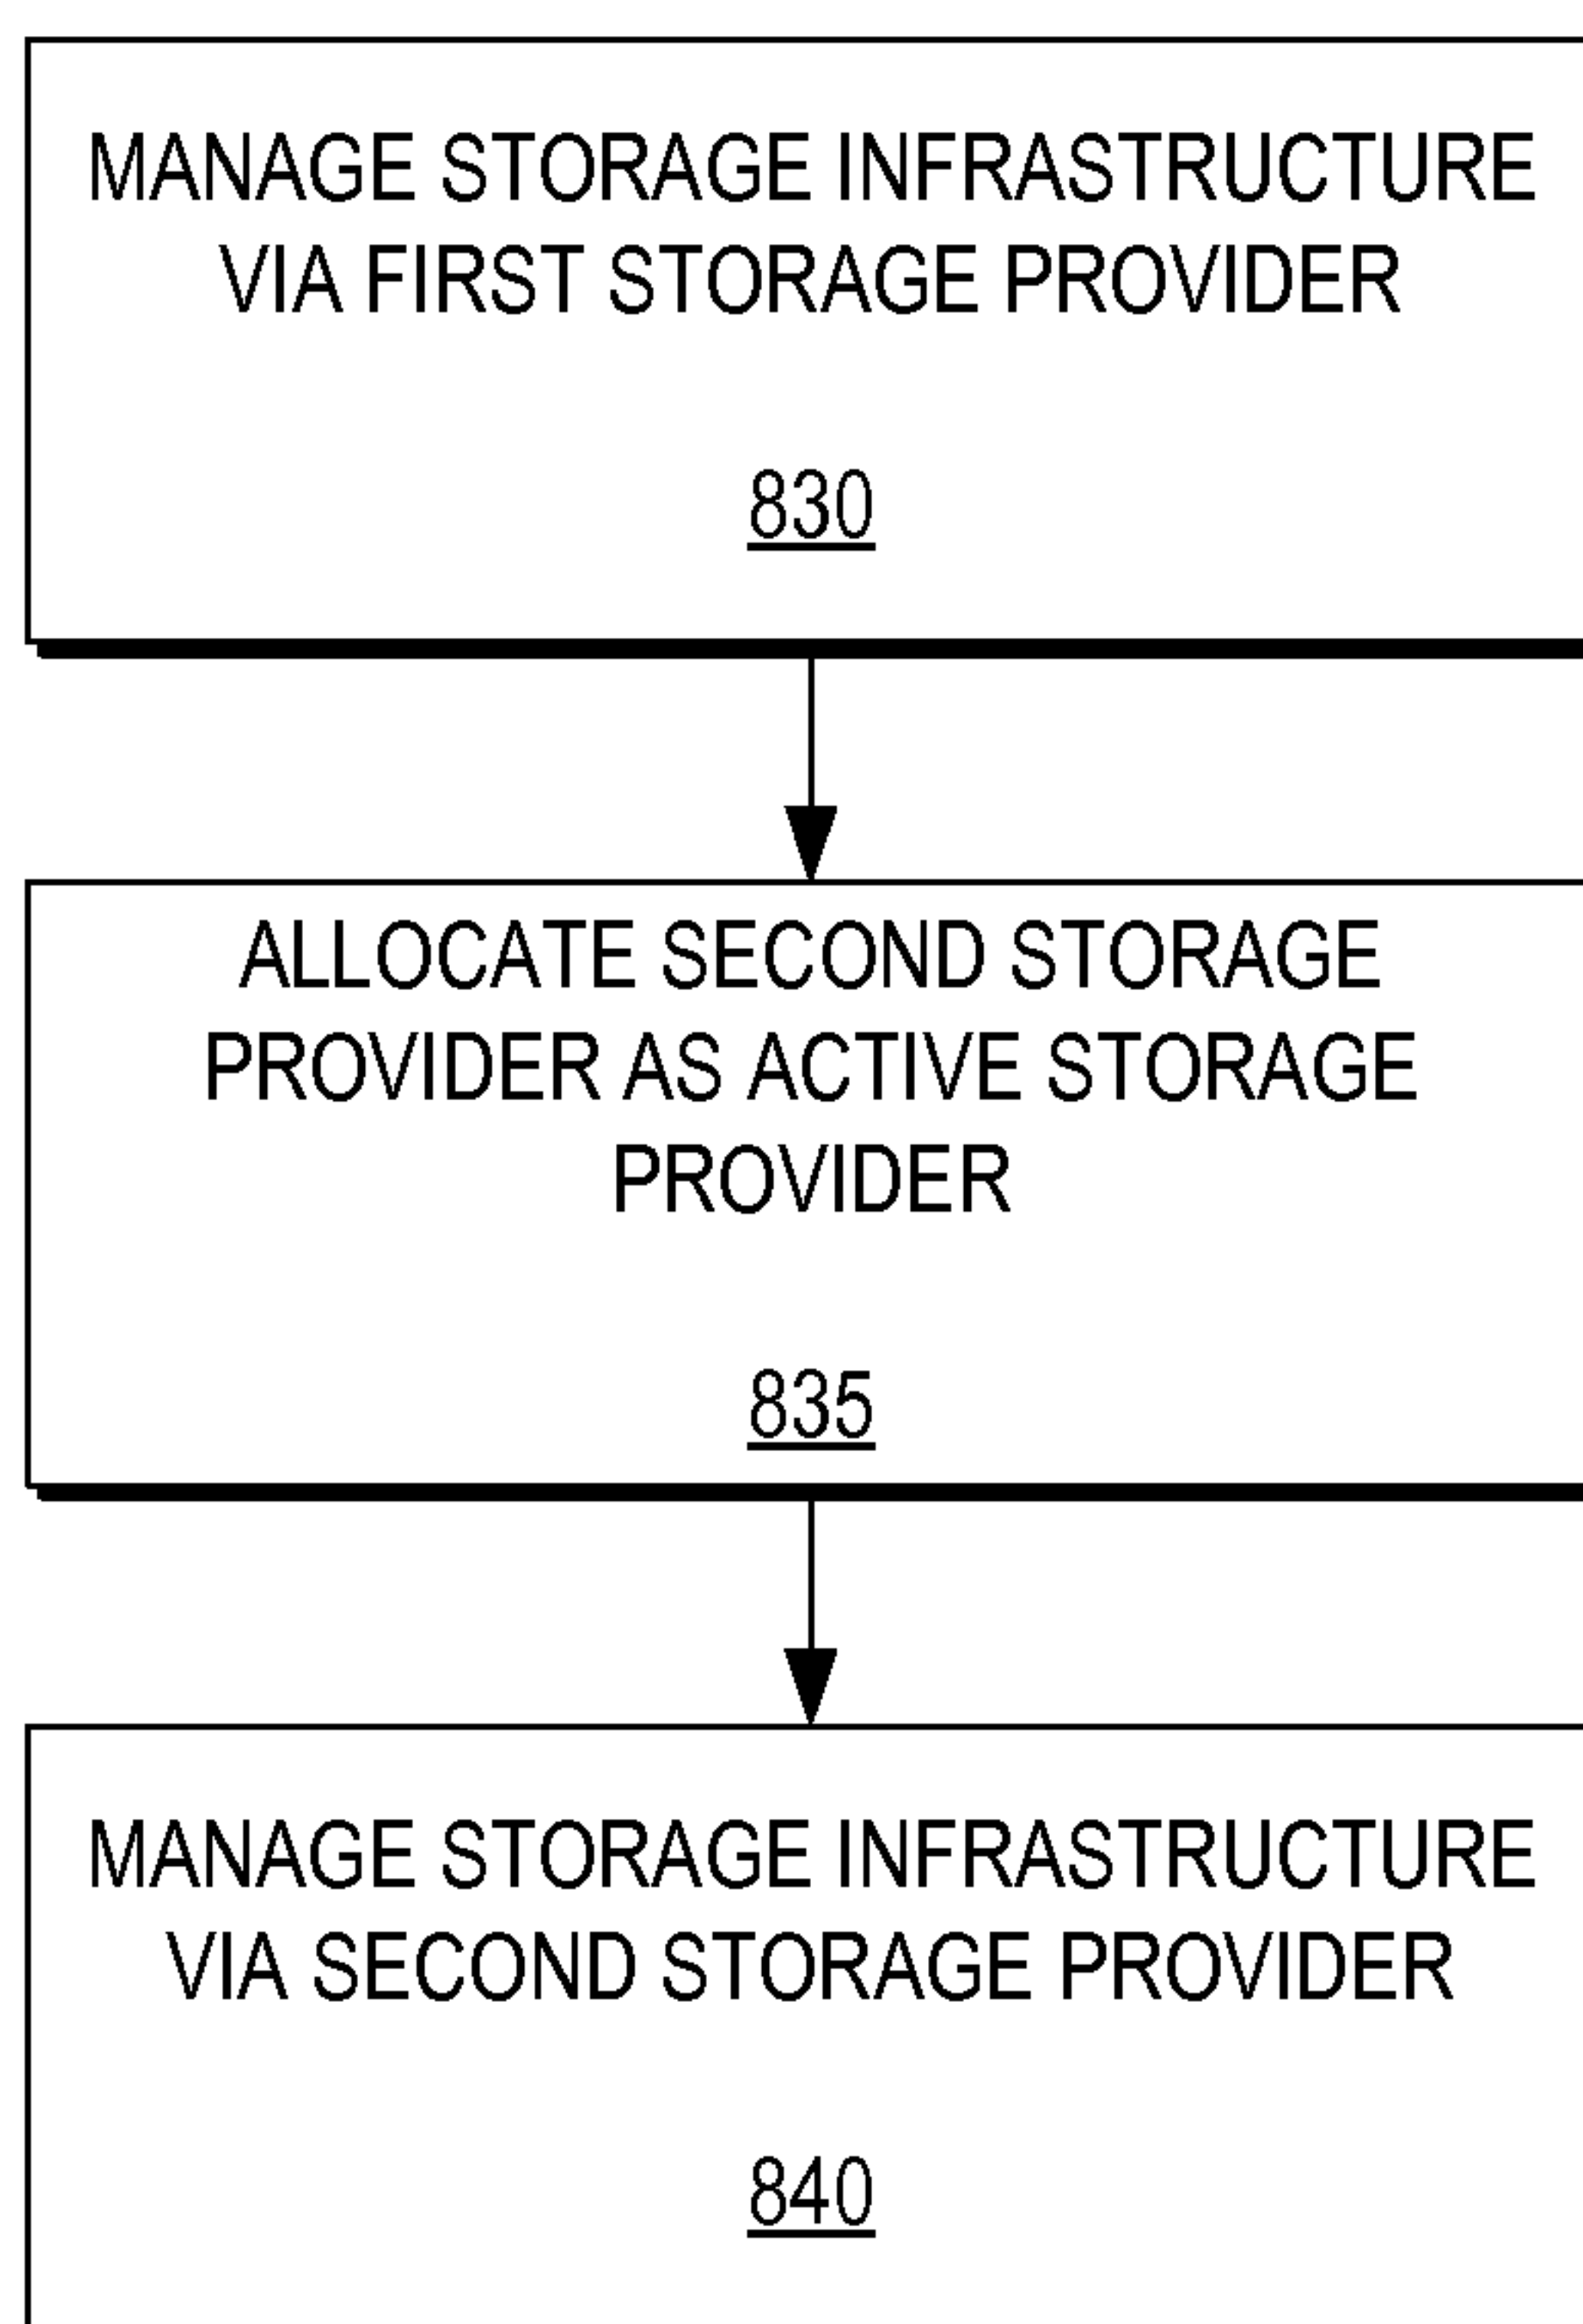 MANAGE STORAGE INFRASTRUCTURE
VIA FIRST STORAGE PROVIDER
830
ALLOCATE SECOND STORAGE
PROVIDER AS ACTIVE STORAGE
PROVIDER
835
MANAGE STORAGE INFRASTRUCTURE
VIA SECOND STORAGE PROVIDER
840